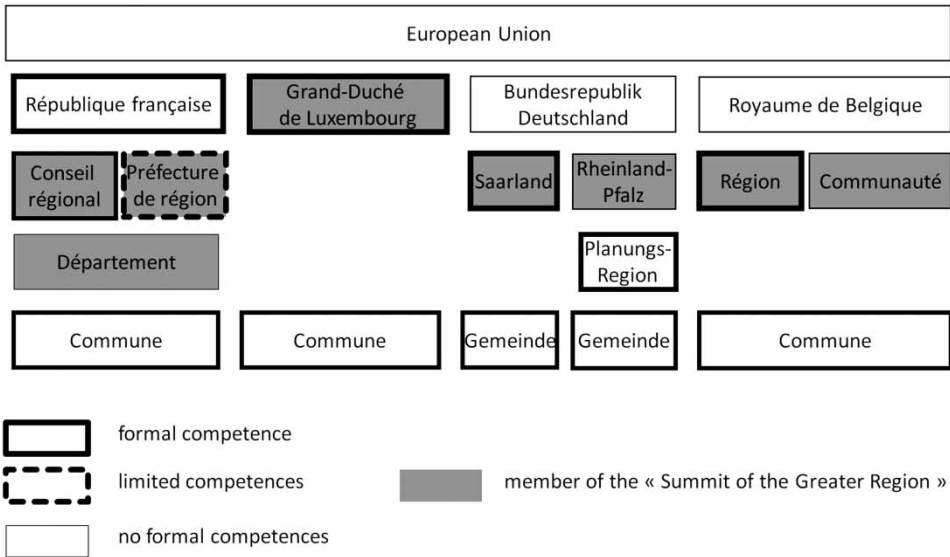 European Union
République française
Grand-Duché
de Luxembourg
Bundesrepublik
Deutschland
Royaume de Belgique
Conseil
régional
Préfecture
de région
Saarland
Rheinland-
Pfalz
Région
Communauté
Département
Planungs-
Region
Commune
Commune
Gemeinde
Gemeinde
Commune
formal competence
limited competences
member of the « Summit of the Greater Region »
no formal competences